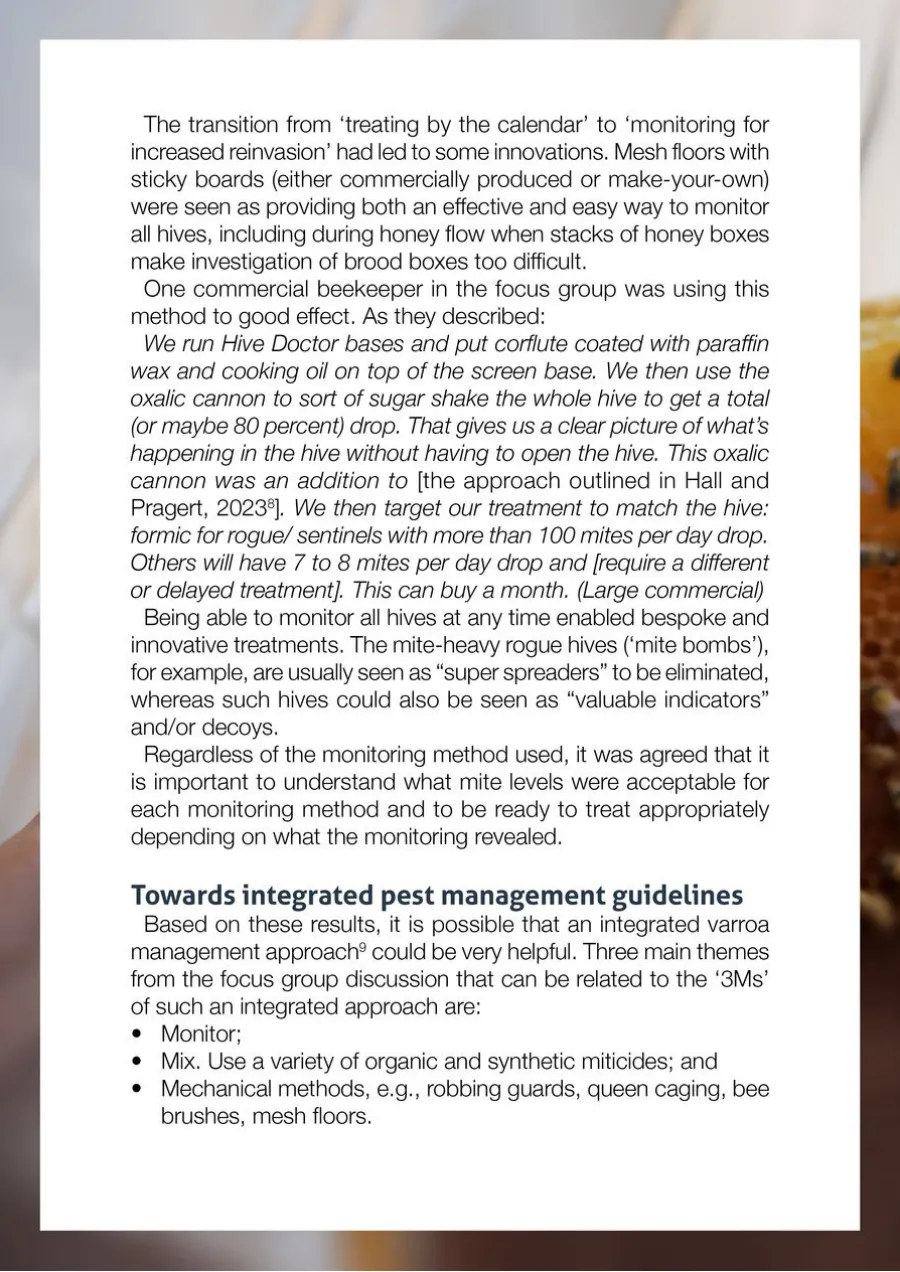 The transition from ‘treating by the calendar’ to ‘monitoring for
increased reinvasion’ had led to some innovations. Mesh floors with
sticky boards (either commercially produced or make-your-own)
were seen as providing both an effective and easy way to monitor
all hives, including during honey flow when stacks of honey boxes
make investigation of brood boxes too difficult.
One commercial beekeeper in the focus group was using this
method to good effect. As they described:
We run Hive Doctor bases and put corflute coated with paraffin
wax and cooking oil on top of the screen base. We then use the
oxalic cannon to sort of sugar shake the whole hive to get a total
(or maybe 80 percent) drop. That gives us a clear picture of what’s
happening in the hive without having to open the hive. This oxalic
cannon was an addition to [the approach outlined in Hall and
Pragert, 2023⁸]. We then target our treatment to match the hive:
formic for rogue/ sentinels with more than 100 mites per day drop.
Others will have 7 to 8 mites per day drop and [require a different
or delayed treatment]. This can buy a month. (Large commercial)
Being able to monitor all hives at any time enabled bespoke and
innovative treatments. The mite-heavy rogue hives (‘mite bombs’),
for example, are usually seen as “super spreaders” to be eliminated,
whereas such hives could also be seen as “valuable indicators”
and/or decoys.
Regardless of the monitoring method used, it was agreed that it
is important to understand what mite levels were acceptable for
each monitoring method and to be ready to treat appropriately
depending on what the monitoring revealed.
Towards integrated pest management guidelines
Based on these results, it is possible that an integrated varroa
management approach⁹ could be very helpful. Three main themes
from the focus group discussion that can be related to the ‘3Ms’
of such an integrated approach are:
• Monitor;
• Mix. Use a variety of organic and synthetic miticides; and
• Mechanical methods, e.g., robbing guards, queen caging, bee
brushes, mesh floors.